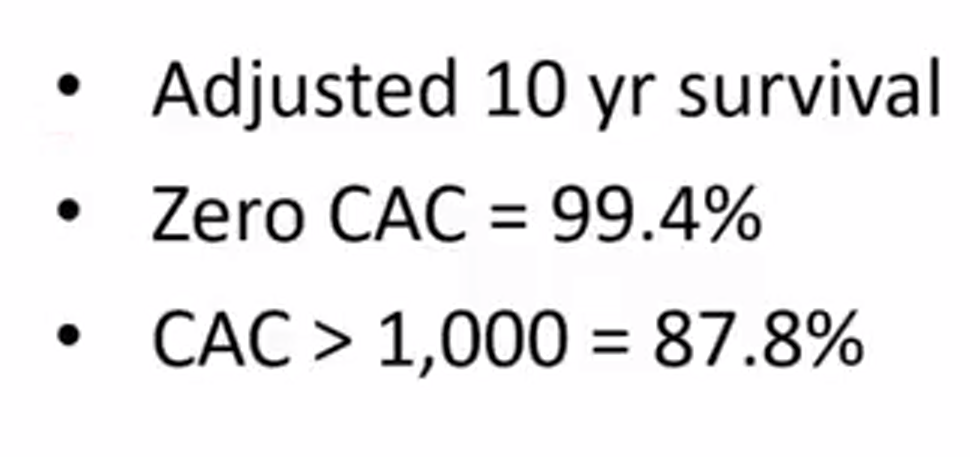 • Adjusted 10 yr survival
• Zero CAC = 99.4%
• CAC > 1,000 = 87.8%